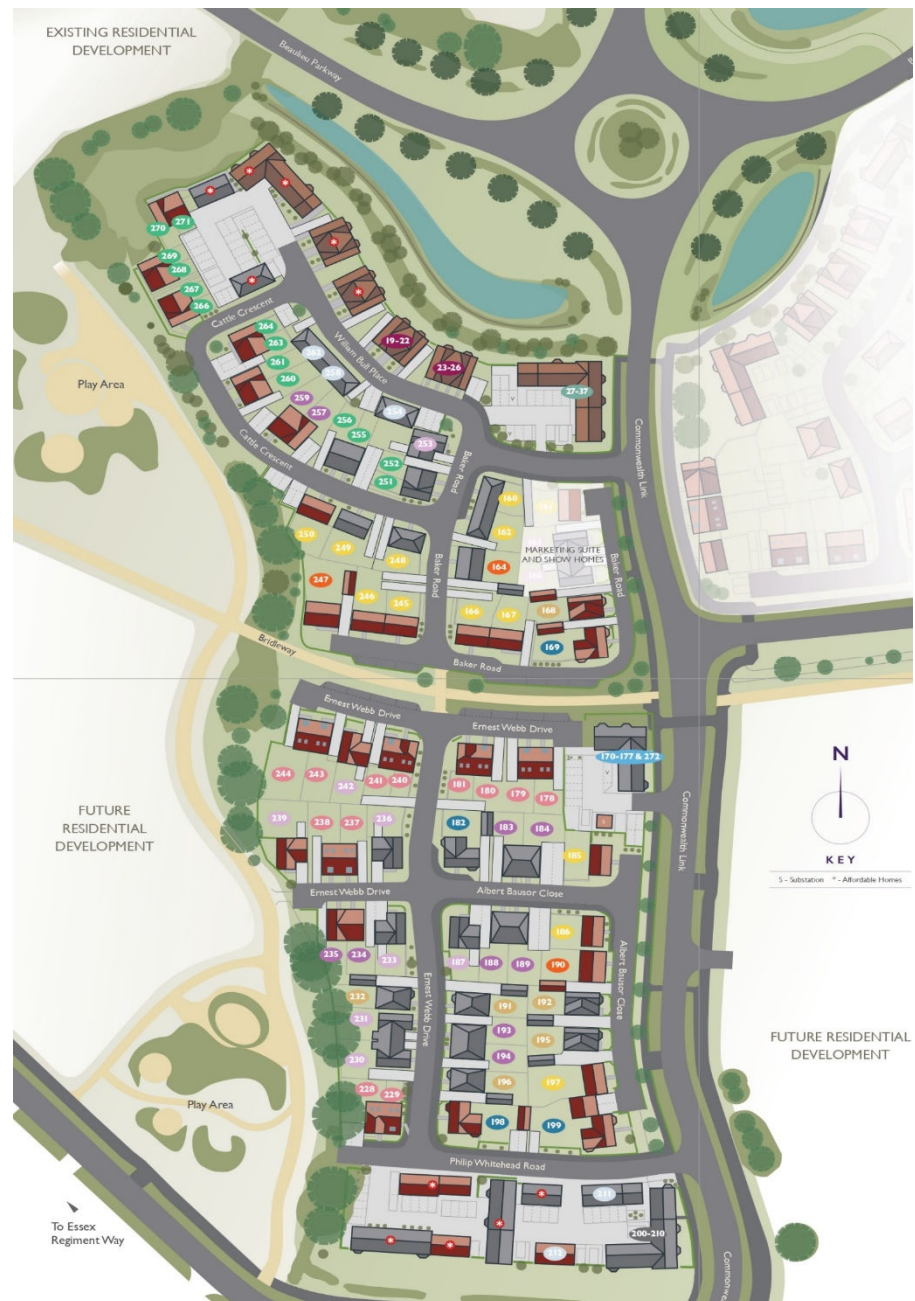 EXISTING RESIDENTIAL
DEVELOPMENT
Beaulieu Parkway
270
271
269
268
267
266
Cattle Crescent
William Bull Place
264
263
262
261
260
258
259
257
256
255
254
253
252
251
19-22
23-26
27-37
Play Area
Cattle Crescent
Baker Road
Commonwealth Link
160
162
164
MARKETING SUITE
AND SHOW HOMES
Baker Road
Baker Road
250
249
248
247
246
245
166
167
168
169
Baker Road
Bridleway
Ernest Webb Drive
Ernest Webb Drive
170-177 & 272
244
243
242
241
240
181
180
179
178
239
238
237
236
182
183
184
185
S
Commonwealth Link
FUTURE
RESIDENTIAL
DEVELOPMENT
N
KEY
S - Substation * - Affordable Homes
Ernest Webb Drive
Albert Bausor Close
186
235
234
233
187
188
189
190
Albert Bausor Close
Ernest Webb Drive
232
231
230
191
192
193
195
194
196
197
228
229
198
199
FUTURE RESIDENTIAL
DEVELOPMENT
Play Area
Philip Whitehead Road
211
200-210
212
To Essex
Regiment Way